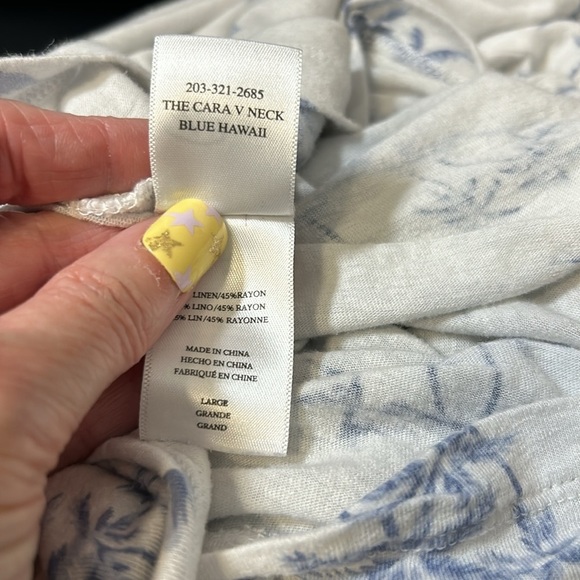 203-321-2685
THE CARA V NECK
BLUE HAWAII
LINEN/45%RAYON
% LINO/45% RAYON
% LIN/45% RAYONNE
MADE IN CHINA
HECHO EN CHINA
FABRIQUÉ EN CHINE
LARGE
GRANDE
GRAND